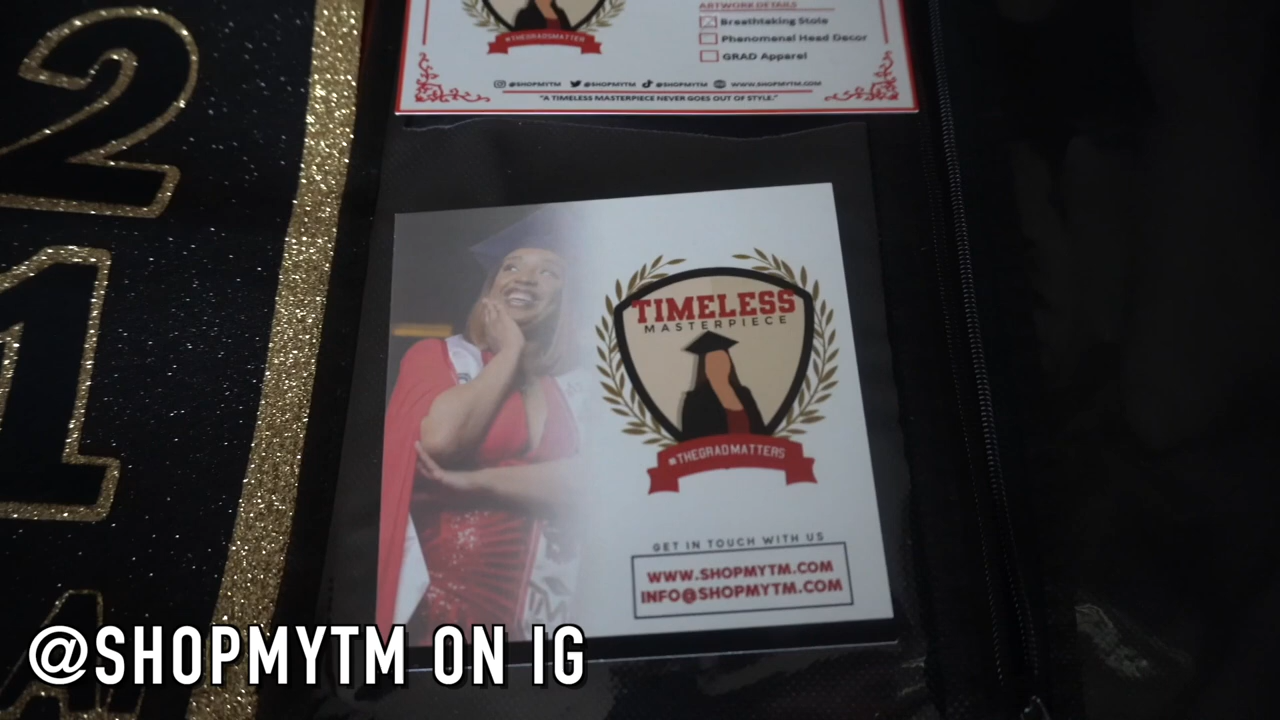 #THEGRADSMATTER
ARTWORK DETAILS
Breathtaking Stole
Phenomenal Head Decor
GRAD Apparel
@SHOPMYTM @SHOPMYTM @SHOPMYTM WWW.SHOPMYTM.COM
"A TIMELESS MASTERPIECE NEVER GOES OUT OF STYLE."
21
TIMELESS
MASTERPIECE
#THEGRADMATTERS
GET IN TOUCH WITH US
WWW.SHOPMYTM.COM
INFO@SHOPMYTM.COM
@SHOPMYTM ON IG